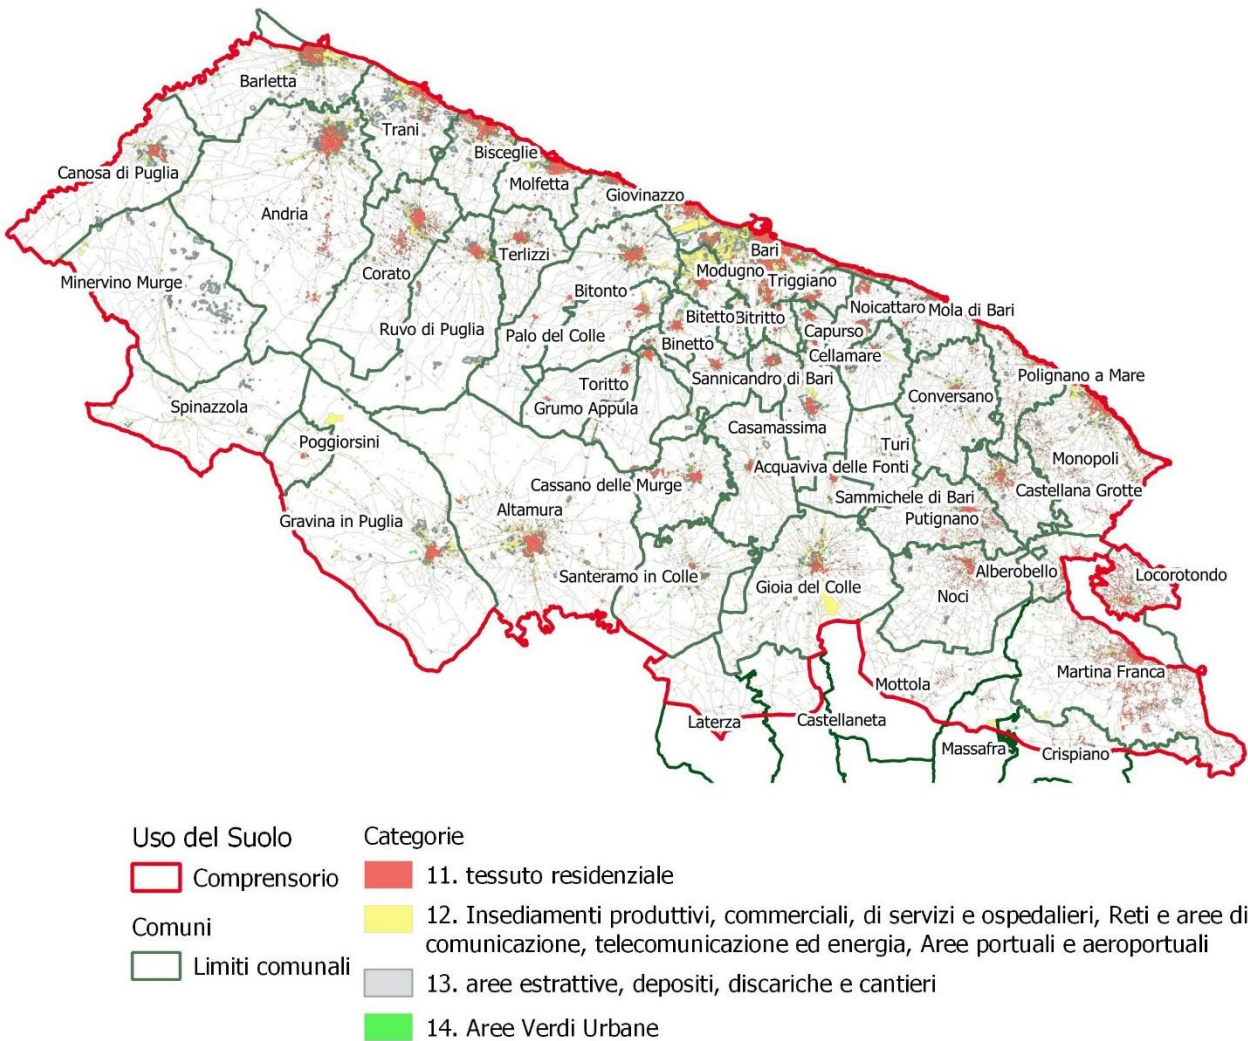 Barletta
Trani
Canosa di Puglia
Bisceglie
Molfetta
Giovinazzo
Andria
Terlizzi
Corato
Bari
Modugno
Triggiano
Minervino Murge
Bitonto
Noicattaro
Mola di Bari
Ruvo di Puglia
Palo del Colle
Bitetto
Bitritto
Capurso
Binetto
Cellamare
Spinazzola
Toritto
Sannicandro di Bari
Polignano a Mare
Conversano
Grumo Appula
Poggiorsini
Casamassima
Turi
Monopoli
Acquaviva delle Fonti
Cassano delle Murge
Castellana Grotte
Sammichele di Bari
Gravina in Puglia
Altamura
Putignano
Santeramo in Colle
Gioia del Colle
Alberobello
Locorotondo
Noci
Martina Franca
Mottola
Laterza
Castellaneta
Massafra
Crispiano
Uso del Suolo
Comprensorio
Comuni
Limiti comunali
Categorie
11. tessuto residenziale
12. Insediamenti produttivi, commerciali, di servizi e ospedalieri, Reti e aree di
comunicazione, telecomunicazione ed energia, Aree portuali e aeroportuali
13. aree estrattive, depositi, discariche e cantieri
14. Aree Verdi Urbane